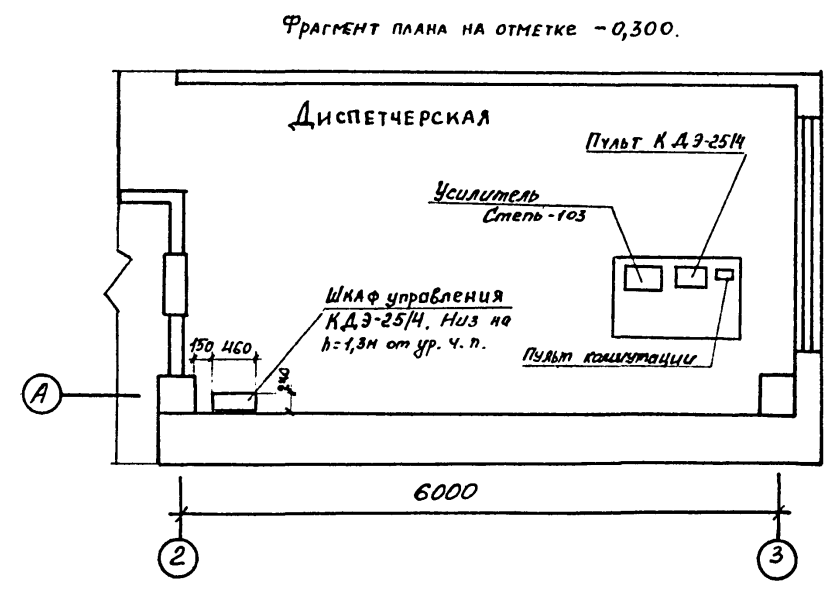 Фрагмент плана на отметке -0,300.
Диспетчерская
Пульт КДЭ-25/4
Усилитель
Степь-103
Шкаф управления
КДЭ-25/4. Низ на
h=1,3м от ур. ч. п.
Пульт коммутации
150 460
240
А
6000
2
3